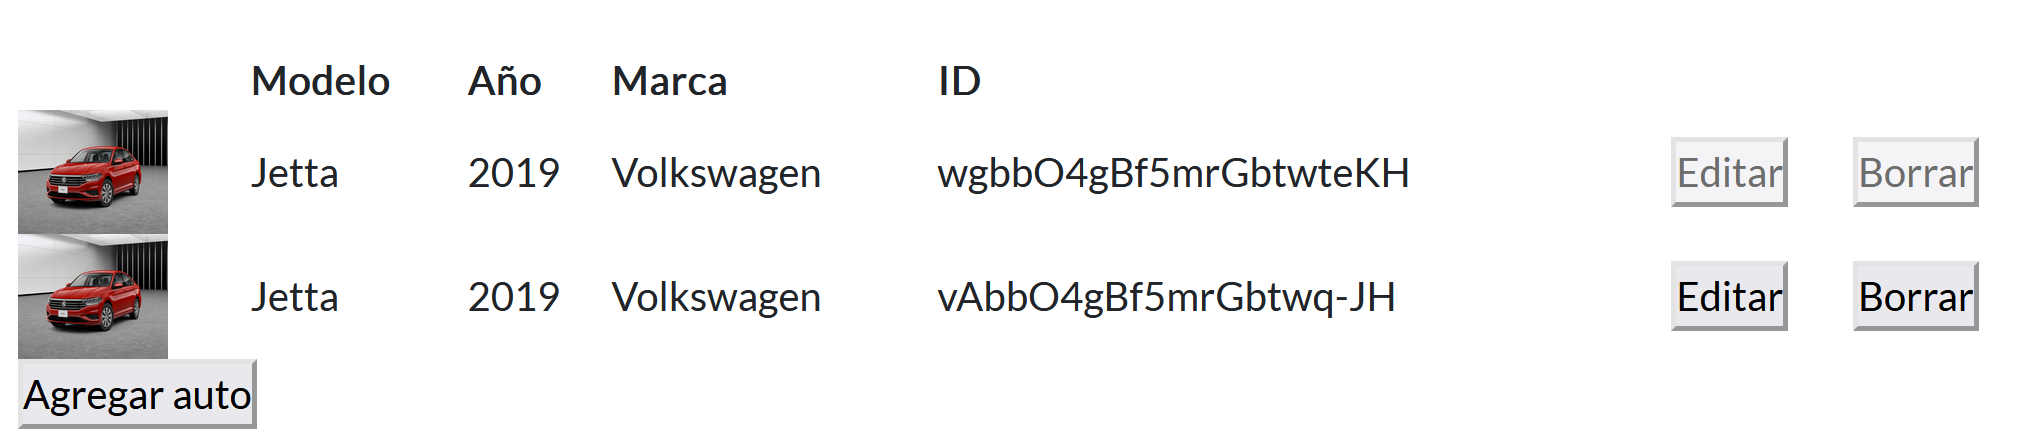 Modelo Año Marca ID
Jetta 2019 Volkswagen wgbbO4gBf5mrGbtwteKH Editar Borrar
Jetta 2019 Volkswagen vAbbO4gBf5mrGbtwq-JH Editar Borrar
Agregar auto